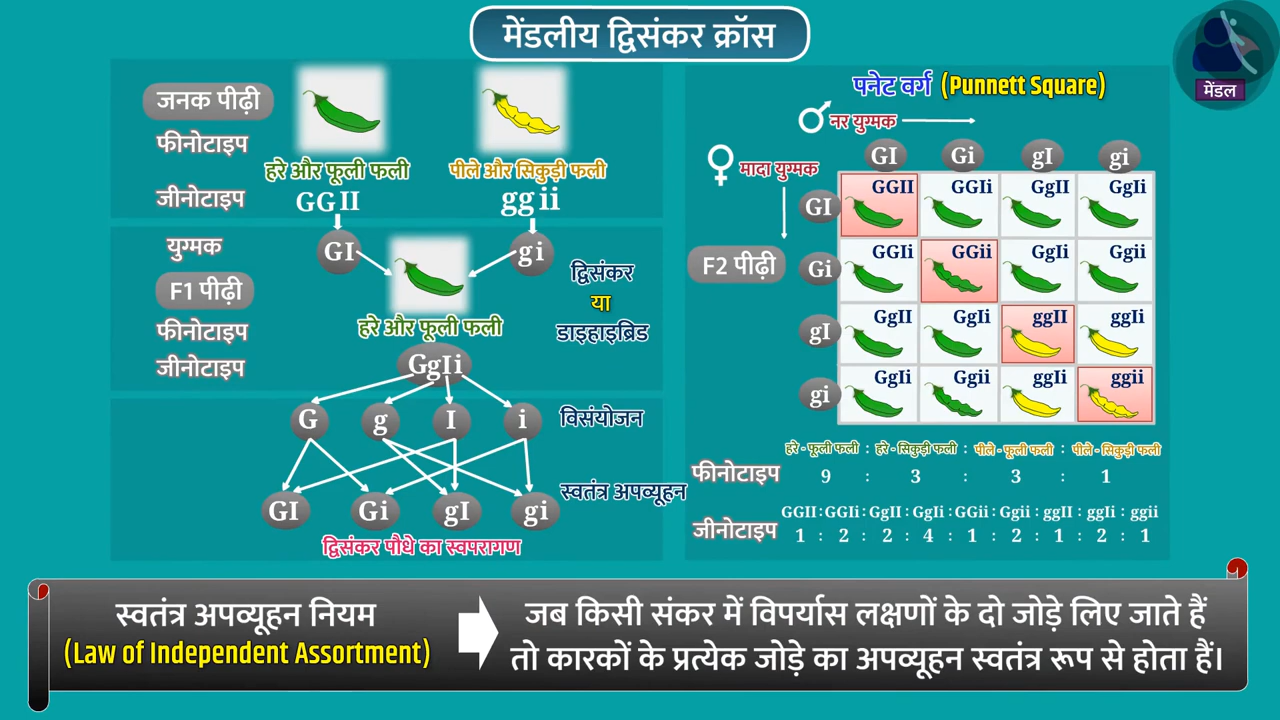 मेंडलीय द्विसंकर क्रॉस
मेंडल
जनक पीढ़ी
फीनोटाइप
हरे और फूली फली
पीले और सिकुड़ी फली
जीनोटाइप
GG II
gg ii
युग्मक
GI
gi
F1 पीढ़ी
द्विसंकर
या
डाइहाइब्रिड
फीनोटाइप
हरे और फूली फली
जीनोटाइप
GgIi
G g I i
विसंयोजन
स्वतंत्र अपव्यूहन
GI Gi gI gi
द्विसंकर पौधे का स्वपरागण
पनेट वर्ग (Punnett Square)
नर युग्मक
मादा युग्मक
GI Gi gI gi
F2 पीढ़ी
GI GGII GGIi GgII GgIi
Gi GGIi GGii GgIi Ggii
gI GgII GgIi ggII ggIi
gi GgIi Ggii ggIi ggii
हरे - फूली फली : हरे - सिकुड़ी फली : पीले - फूली फली : पीले - सिकुड़ी फली
फीनोटाइप 9 : 3 : 3 : 1
GGII : GGIi : GgII : GgIi : GGii : Ggii : ggII : ggIi : ggii
जीनोटाइप 1 : 2 : 2 : 4 : 1 : 2 : 1 : 2 : 1
स्वतंत्र अपव्यूहन नियम
(Law of Independent Assortment)
जब किसी संकर में विपर्यास लक्षणों के दो जोड़े लिए जाते हैं
तो कारकों के प्रत्येक जोड़े का अपव्यूहन स्वतंत्र रूप से होता हैं।